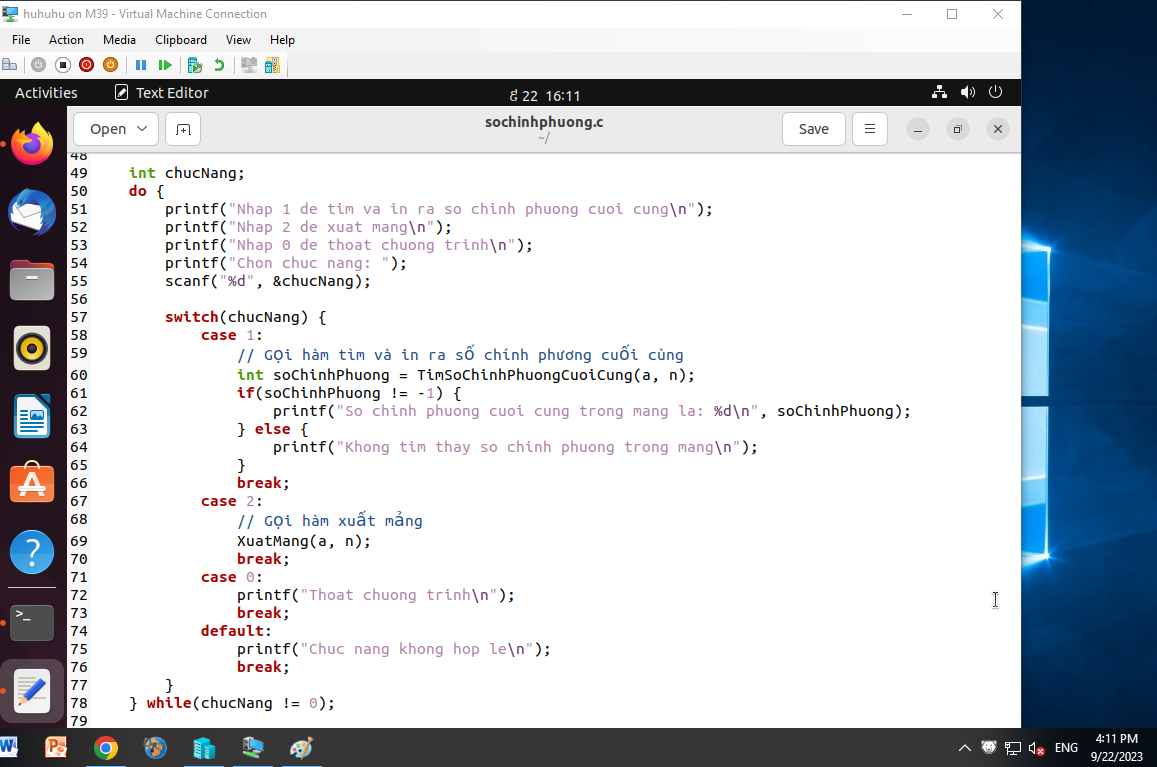 huhuhu on M39 - Virtual Machine Connection
File Action Media Clipboard View Help
Activities Text Editor 22 16:11
Open sochinhphuong.c Save
~/
48
49 int chucNang;
50 do {
51 printf("Nhap 1 de tim va in ra so chinh phuong cuoi cung\n");
52 printf("Nhap 2 de xuat mang\n");
53 printf("Nhap 0 de thoat chuong trinh\n");
54 printf("Chon chuc nang: ");
55 scanf("%d", &chucNang);
56
57 switch(chucNang) {
58 case 1:
59 // Gọi hàm tìm và in ra số chính phương cuối cùng
60 int soChinhPhuong = TimSoChinhPhuongCuoiCung(a, n);
61 if(soChinhPhuong != -1) {
62 printf("So chinh phuong cuoi cung trong mang la: %d\n", soChinhPhuong);
63 } else {
64 printf("Khong tim thay so chinh phuong trong mang\n");
65 }
66 break;
67 case 2:
68 // Gọi hàm xuất mảng
69 XuatMang(a, n);
70 break;
71 case 0:
72 printf("Thoat chuong trinh\n");
73 break;
74 default:
75 printf("Chuc nang khong hop le\n");
76 break;
77 }
78 } while(chucNang != 0);
79
ENG 4:11 PM
9/22/2023